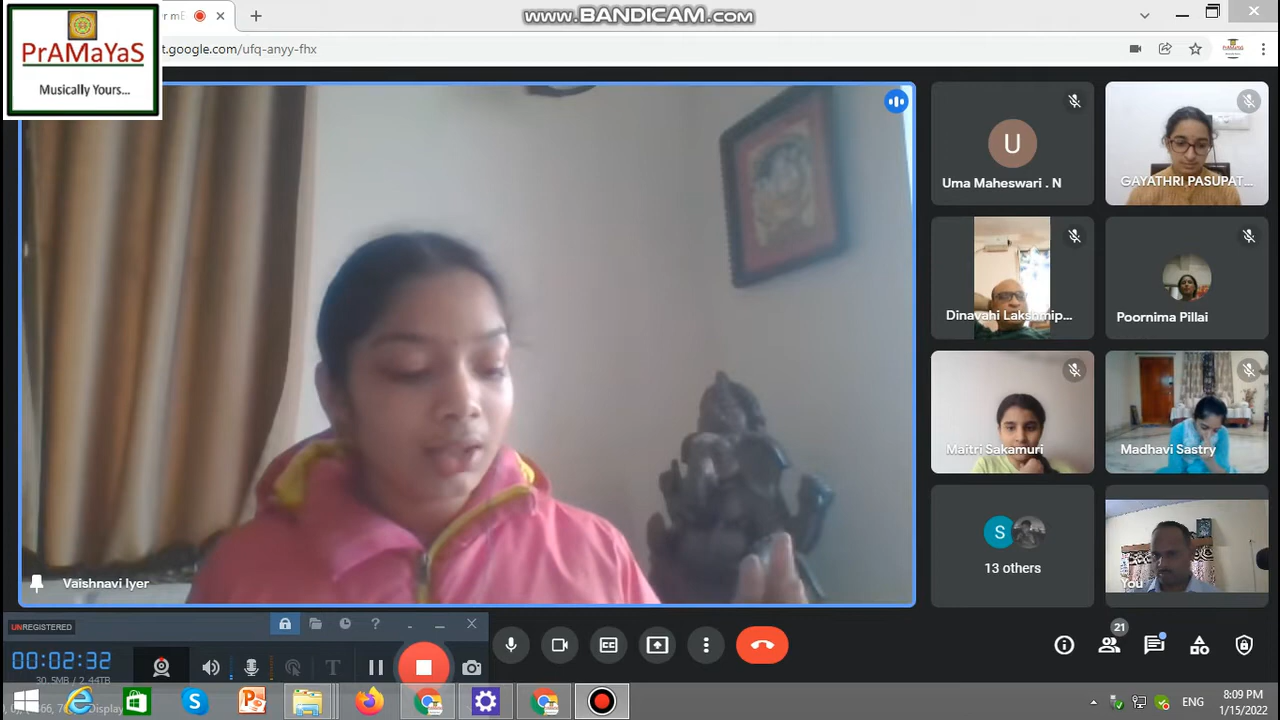 www.BANDICAM.com
PrAMaYaS
Musically Yours...
t.google.com/ufq-anyy-fhx
U
Uma Maheswari . N
GAYATHRI PASUPAT...
Dinavahi Lakshmip...
Poornima Pillai
Maitri Sakamuri
Madhavi Sastry
S
13 others
You
Vaishnavi Iyer
UNREGISTERED
00:02:32
30.5MB / 2.44TB
21
ENG
8:09 PM
1/15/2022